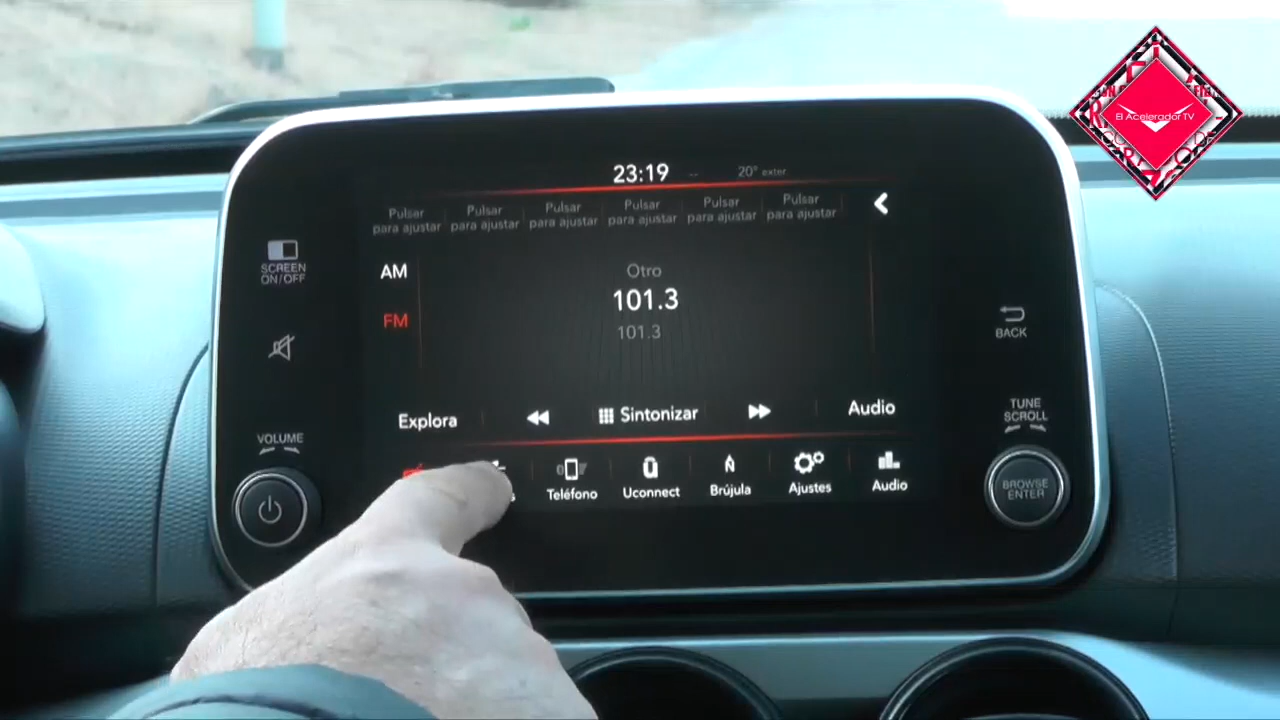 El Acelerador TV
23:19 -- 20° exter
Pulsar para ajustar
Pulsar para ajustar
Pulsar para ajustar
Pulsar para ajustar
Pulsar para ajustar
Pulsar para ajustar
SCREEN
ON/OFF
AM
FM
Otro
101.3
101.3
BACK
Explora
Sintonizar
Audio
VOLUME
TUNE
SCROLL
Teléfono
Uconnect
Brújula
Ajustes
Audio
BROWSE
ENTER